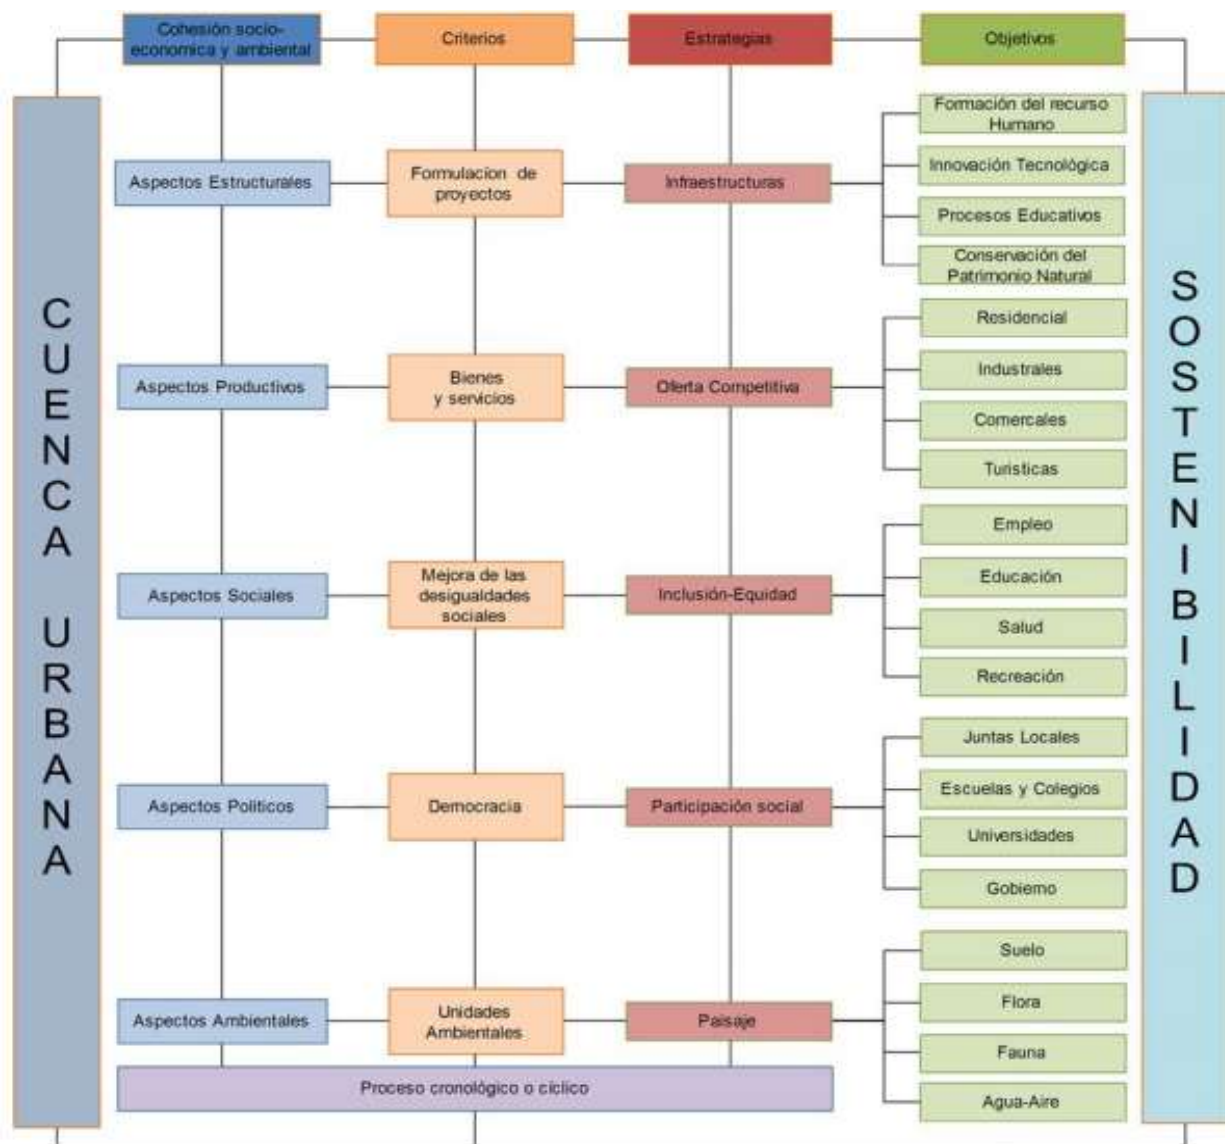 Cohesión socio-
economica y ambiental
Criterios
Estrategias
Objetivos
CUENCA URBANA
SOSTENIBILIDAD
Aspectos Estructurales
Formulacion de
proyectos
Infraestructuras
Formación del recurso
Humano
Innovación Tecnológica
Procesos Educativos
Conservación del
Patrimonio Natural
Aspectos Productivos
Bienes
y servicios
Oferta Competitiva
Residencial
Industriales
Comercales
Turisticas
Aspectos Sociales
Mejora de las
desigualdades
sociales
Inclusión-Equidad
Empleo
Educación
Salud
Recreación
Aspectos Politicos
Democracia
Participación social
Juntas Locales
Escuelas y Colegios
Universidades
Gobierno
Aspectos Ambientales
Unidades
Ambientales
Paisaje
Suelo
Flora
Fauna
Agua-Aire
Proceso cronológico o cíclico